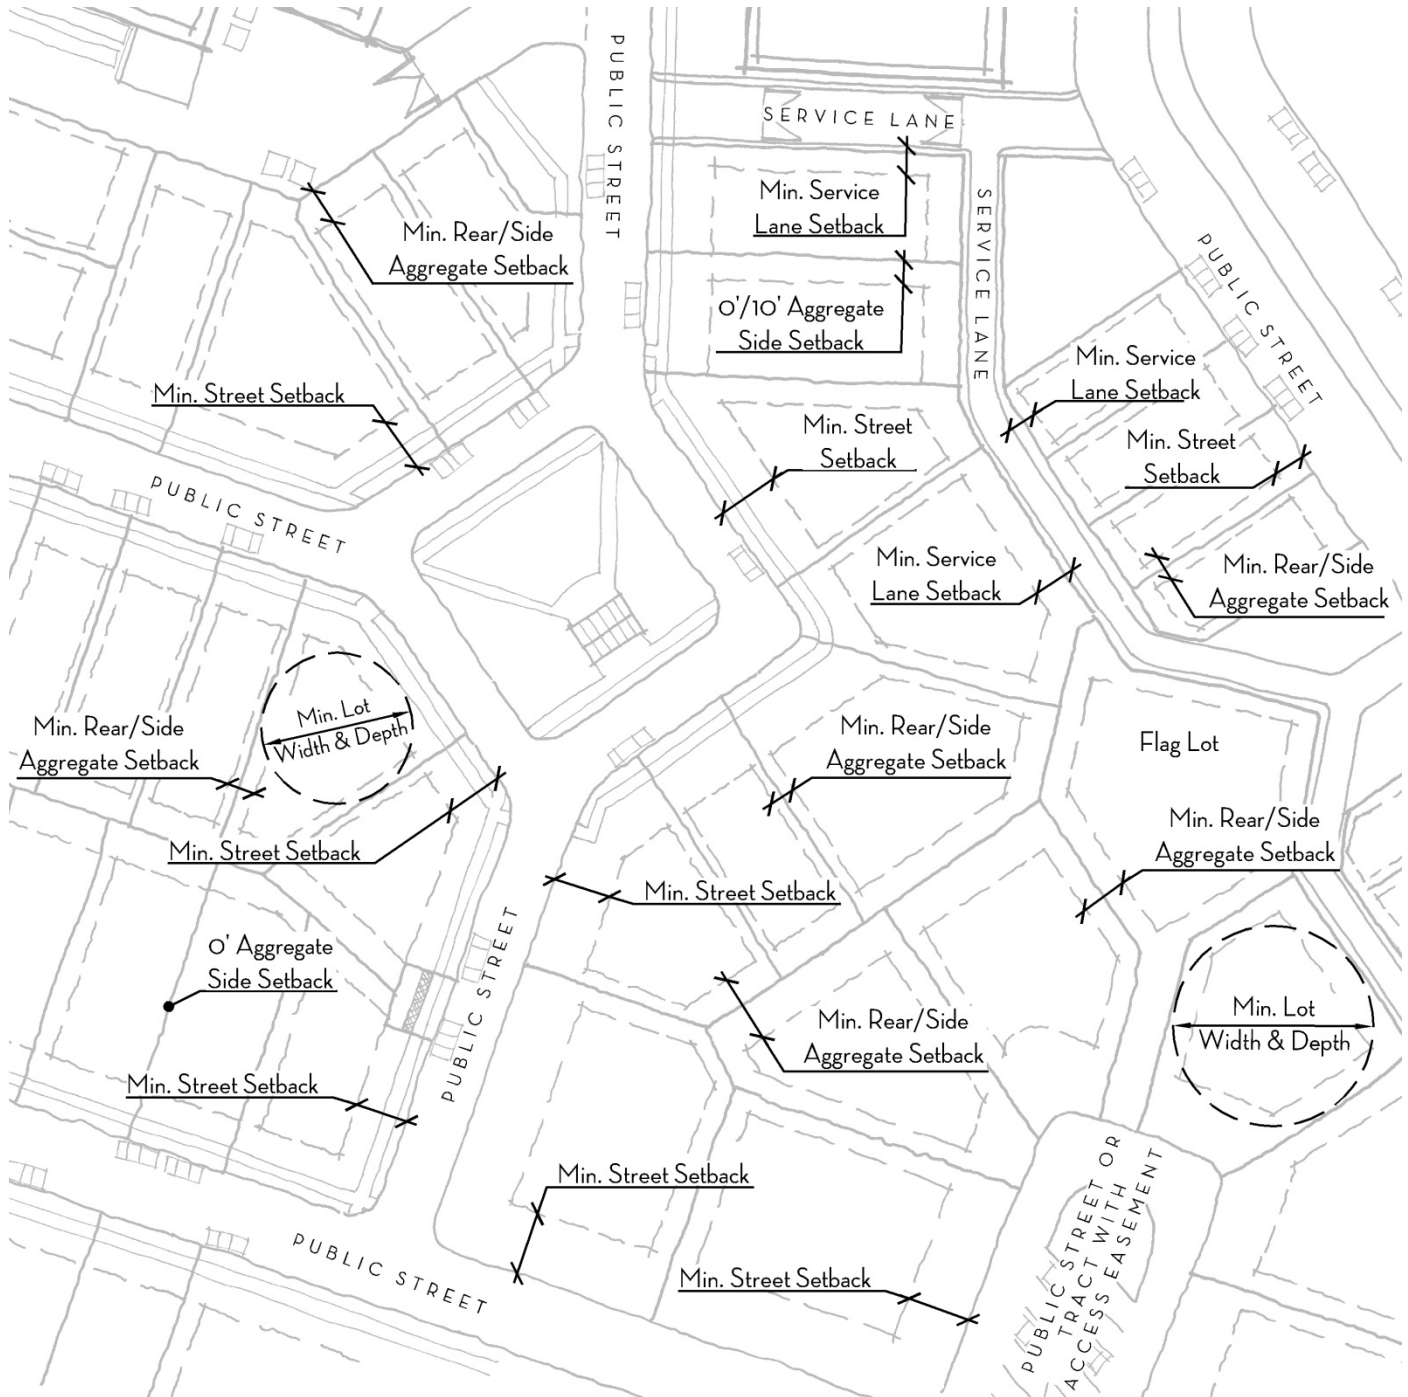 PUBLIC STREET
SERVICE LANE
Min. Service
Lane Setback
SERVICE LANE
PUBLIC STREET
Min. Rear/Side
Aggregate Setback
0'/10' Aggregate
Side Setback
Min. Service
Lane Setback
Min. Street Setback
Min. Street
Setback
Min. Street
Setback
PUBLIC STREET
Min. Service
Lane Setback
Min. Rear/Side
Aggregate Setback
Min. Lot
Width & Depth
Min. Rear/Side
Aggregate Setback
Min. Rear/Side
Aggregate Setback
Flag Lot
Min. Street Setback
Min. Rear/Side
Aggregate Setback
Min. Street Setback
PUBLIC STREET
0' Aggregate
Side Setback
Min. Rear/Side
Aggregate Setback
Min. Lot
Width & Depth
Min. Street Setback
Min. Street Setback
PUBLIC STREET
Min. Street Setback
PUBLIC STREET OR
TRACT WITH
ACCESS EASEMENT